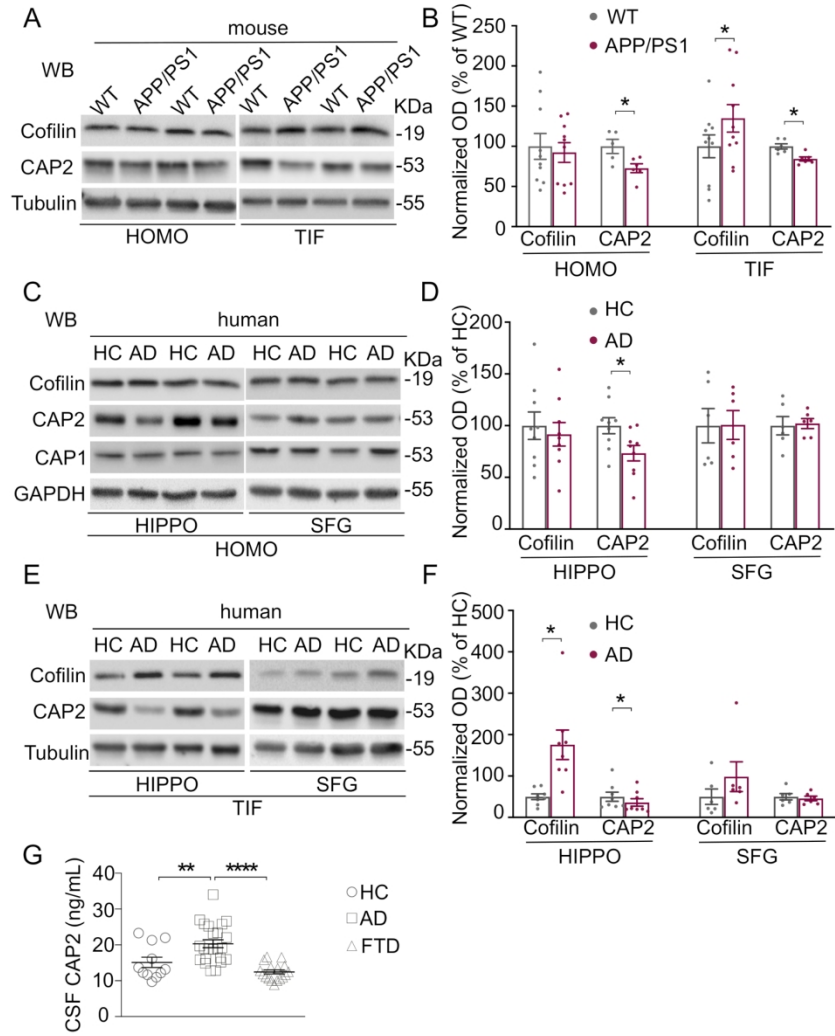 A
mouse
WB
WT APP/PS1 WT APP/PS1 WT APP/PS1 WT APP/PS1
KDa
Cofilin -19
CAP2 -53
Tubulin -55
HOMO TIF
B
WT
APP/PS1
Normalized OD (% of WT)
250
200
150
100
50
0
* * *
Cofilin CAP2 Cofilin CAP2
HOMO TIF
C
WB human
HC AD HC AD HC AD HC AD KDa
Cofilin -19
CAP2 -53
CAP1 -53
GAPDH -55
HIPPO SFG
HOMO
D
HC
AD
Normalized OD (% of HC)
200
150
100
50
0
*
Cofilin CAP2 Cofilin CAP2
HIPPO SFG
E
WB human
HC AD HC AD HC AD HC AD KDa
Cofilin -19
CAP2 -53
Tubulin -55
HIPPO SFG
TIF
F
HC
AD
Normalized OD (% of HC)
500
400
300
200
100
0
* *
Cofilin CAP2 Cofilin CAP2
HIPPO SFG
G
CSF CAP2 (ng/mL)
40
30
20
10
0
** ****
HC
AD
FTD